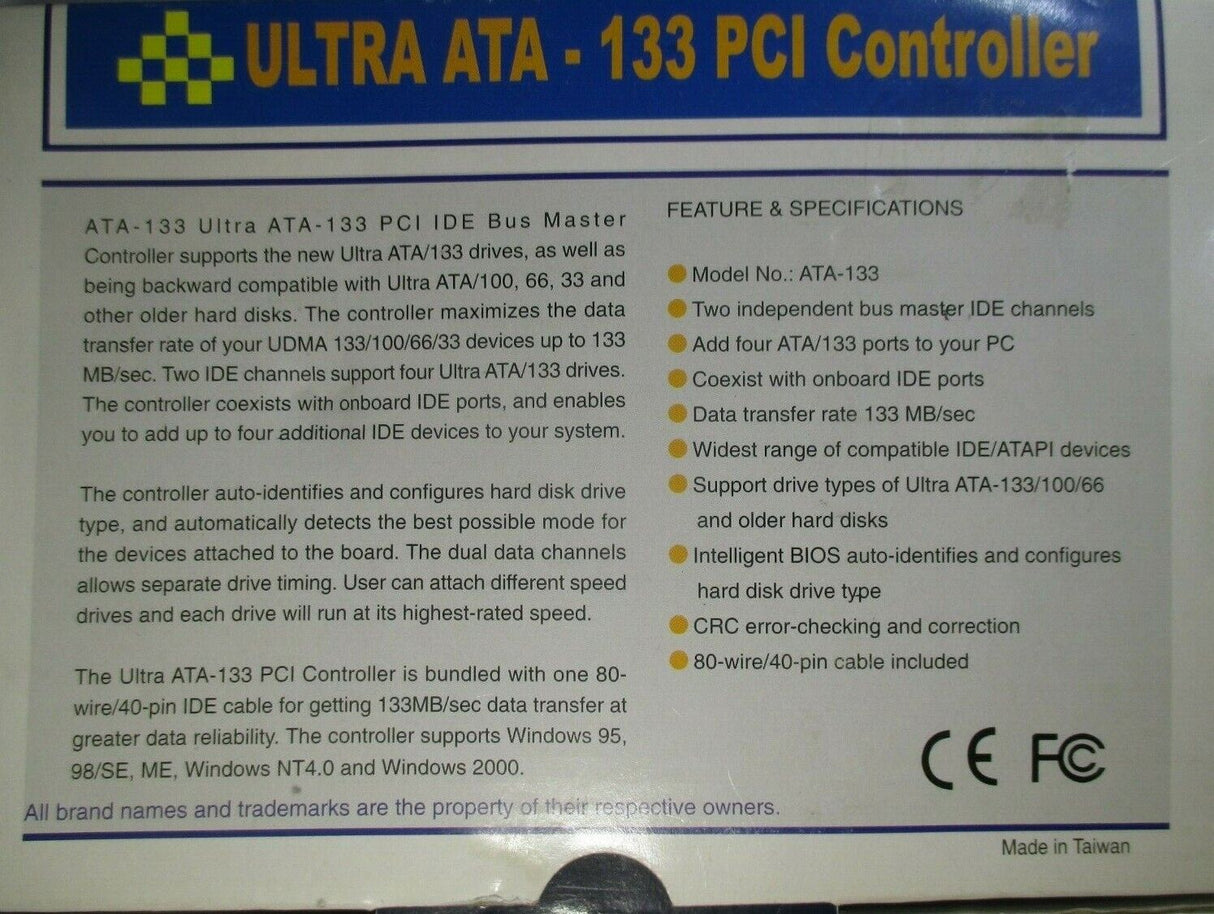 ULTRA ATA - 133 PCI Controller
ATA-133 Ultra ATA-133 PCI IDE Bus Master
Controller supports the new Ultra ATA/133 drives, as well as
being backward compatible with Ultra ATA/100, 66, 33 and
other older hard disks. The controller maximizes the data
transfer rate of your UDMA 133/100/66/33 devices up to 133
MB/sec. Two IDE channels support four Ultra ATA/133 drives.
The controller coexists with onboard IDE ports, and enables
you to add up to four additional IDE devices to your system.
The controller auto-identifies and configures hard disk drive
type, and automatically detects the best possible mode for
the devices attached to the board. The dual data channels
allows separate drive timing. User can attach different speed
drives and each drive will run at its highest-rated speed.
The Ultra ATA-133 PCI Controller is bundled with one 80-
wire/40-pin IDE cable for getting 133MB/sec data transfer at
greater data reliability. The controller supports Windows 95,
98/SE, ME, Windows NT4.0 and Windows 2000.
FEATURE & SPECIFICATIONS
Model No.: ATA-133
Two independent bus master IDE channels
Add four ATA/133 ports to your PC
Coexist with onboard IDE ports
Data transfer rate 133 MB/sec
Widest range of compatible IDE/ATAPI devices
Support drive types of Ultra ATA-133/100/66
and older hard disks
Intelligent BIOS auto-identifies and configures
hard disk drive type
CRC error-checking and correction
80-wire/40-pin cable included
CE FC
All brand names and trademarks are the property of their respective owners.
Made in Taiwan